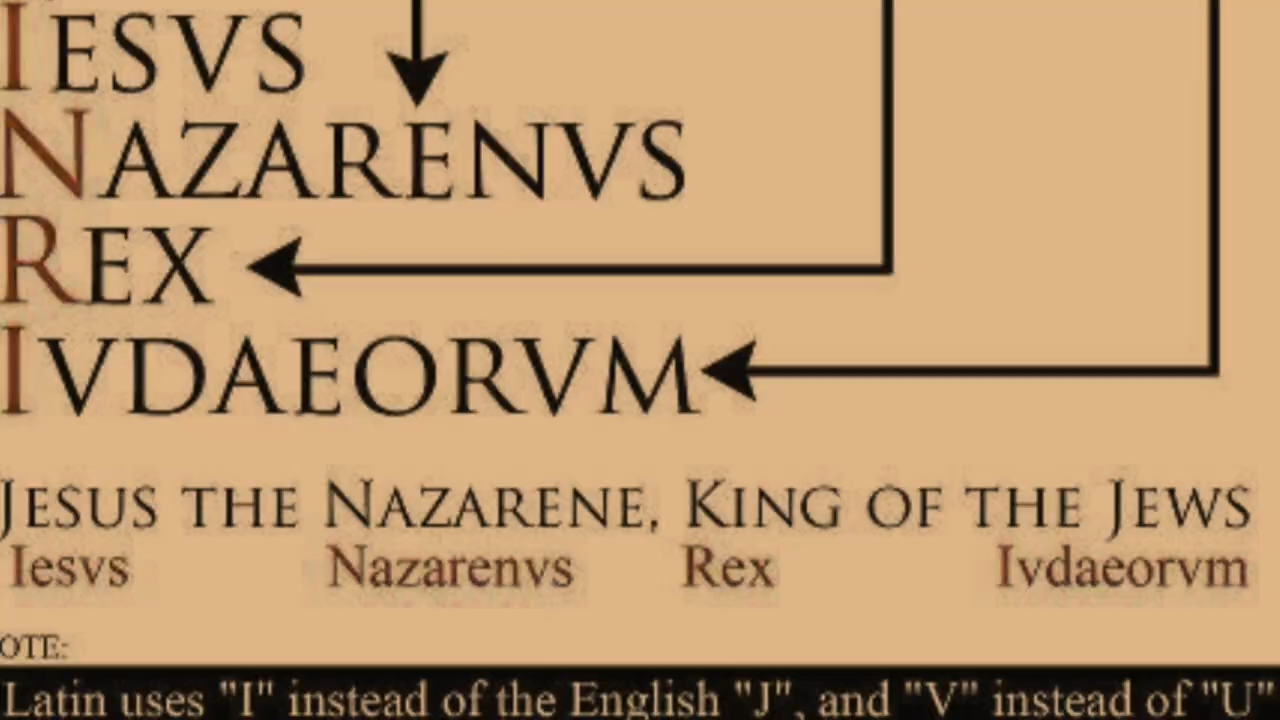 IESVS
NAZARENVS
REX
IVDAEORVM
JESUS THE NAZARENE, KING OF THE JEWS
Iesvs Nazarenvs Rex Ivdaeorvm
OTE:
Latin uses "I" instead of the English "J", and "V" instead of "U"